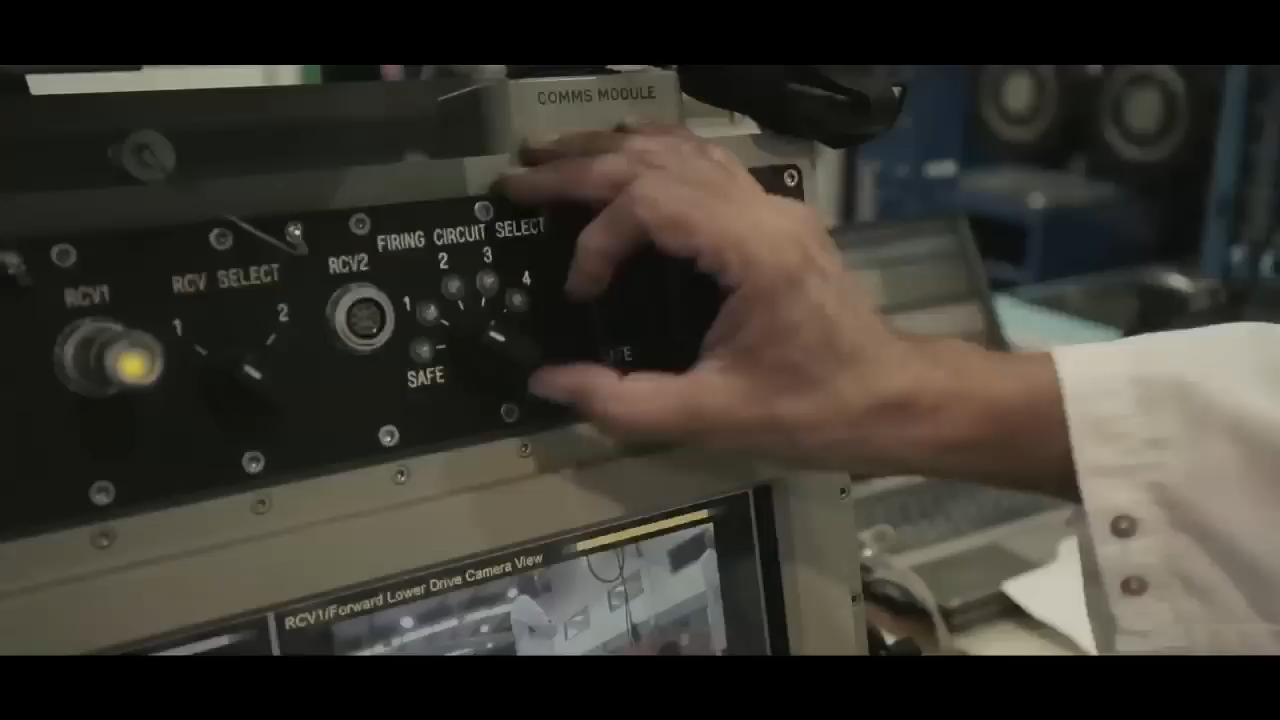 COMMS MODULE
FIRING CIRCUIT SELECT
RCV SELECT
RCV2
RCV1
1
2
1
2
3
4
SAFE
RCV1/Forward Lower Drive Camera View